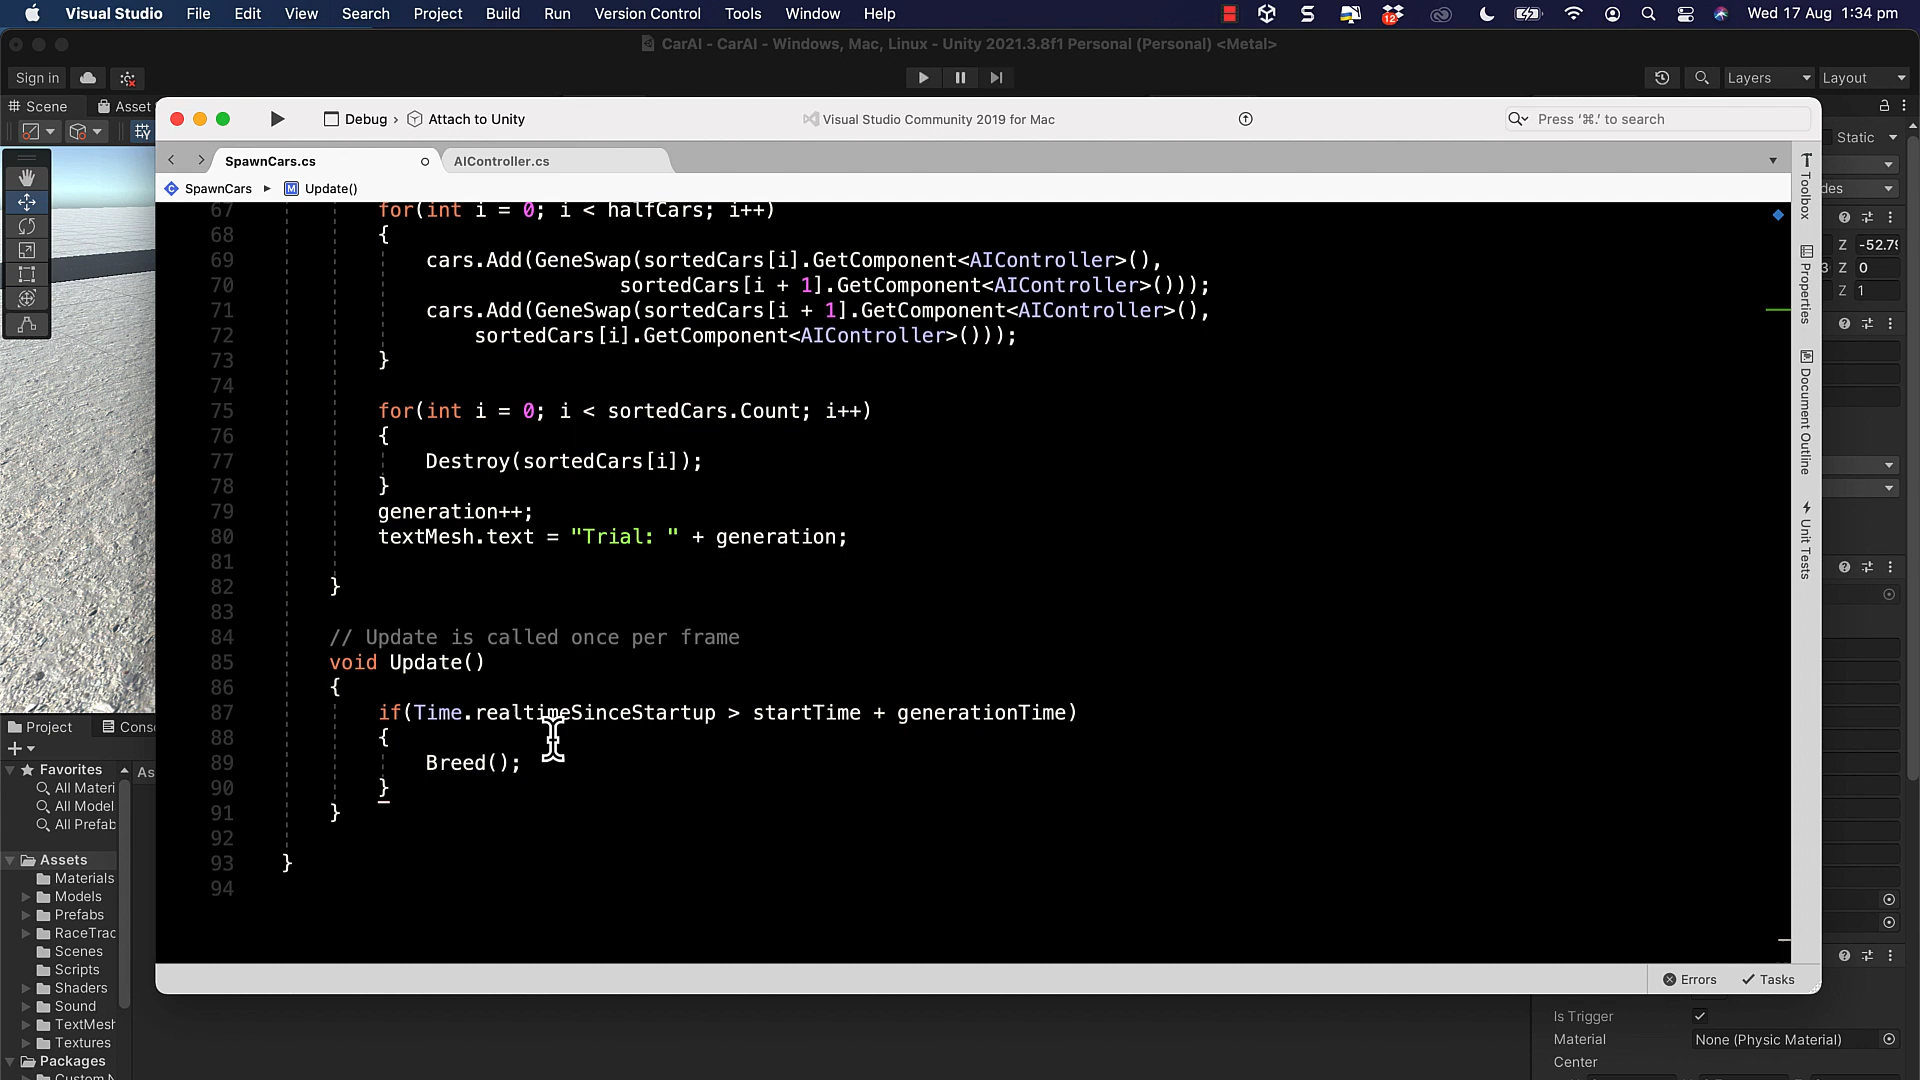 Visual Studio File Edit View Search Project Build Run Version Control Tools Window Help
12
Wed 17 Aug 1:34 pm
CarAI - CarAI - Windows, Mac, Linux - Unity 2021.3.8f1 Personal (Personal) <Metal>
Sign in
Layers
Layout
Scene
Asset
Static
Debug › Attach to Unity
Visual Studio Community 2019 for Mac
Press ‘⌘.’ to search
SpawnCars.cs
AIController.cs
SpawnCars
Update()
67 for(int i = 0; i < halfCars; i++)
68 {
69 cars.Add(GeneSwap(sortedCars[i].GetComponent<AIController>(),
70 sortedCars[i + 1].GetComponent<AIController>()));
71 cars.Add(GeneSwap(sortedCars[i + 1].GetComponent<AIController>(),
72 sortedCars[i].GetComponent<AIController>()));
73 }
74
75 for(int i = 0; i < sortedCars.Count; i++)
76 {
77 Destroy(sortedCars[i]);
78 }
79 generation++;
80 textMesh.text = "Trial: " + generation;
81
82 }
83
84 // Update is called once per frame
85 void Update()
86 {
87 if(Time.realtimeSinceStartup > startTime + generationTime)
88 {
89 Breed();
90 }
91 }
92
93 }
94
Toolbox
Properties
Document Outline
Unit Tests
des
Z -52.79
3 Z 0
Z 1
Project
Cons
Favorites
As
All Materi
All Model
All Prefab
Assets
Materials
Models
Prefabs
RaceTrac
Scenes
Scripts
Shaders
Sound
TextMesh
Textures
Packages
Errors
Tasks
Is Trigger
Material
None (Physic Material)
Center